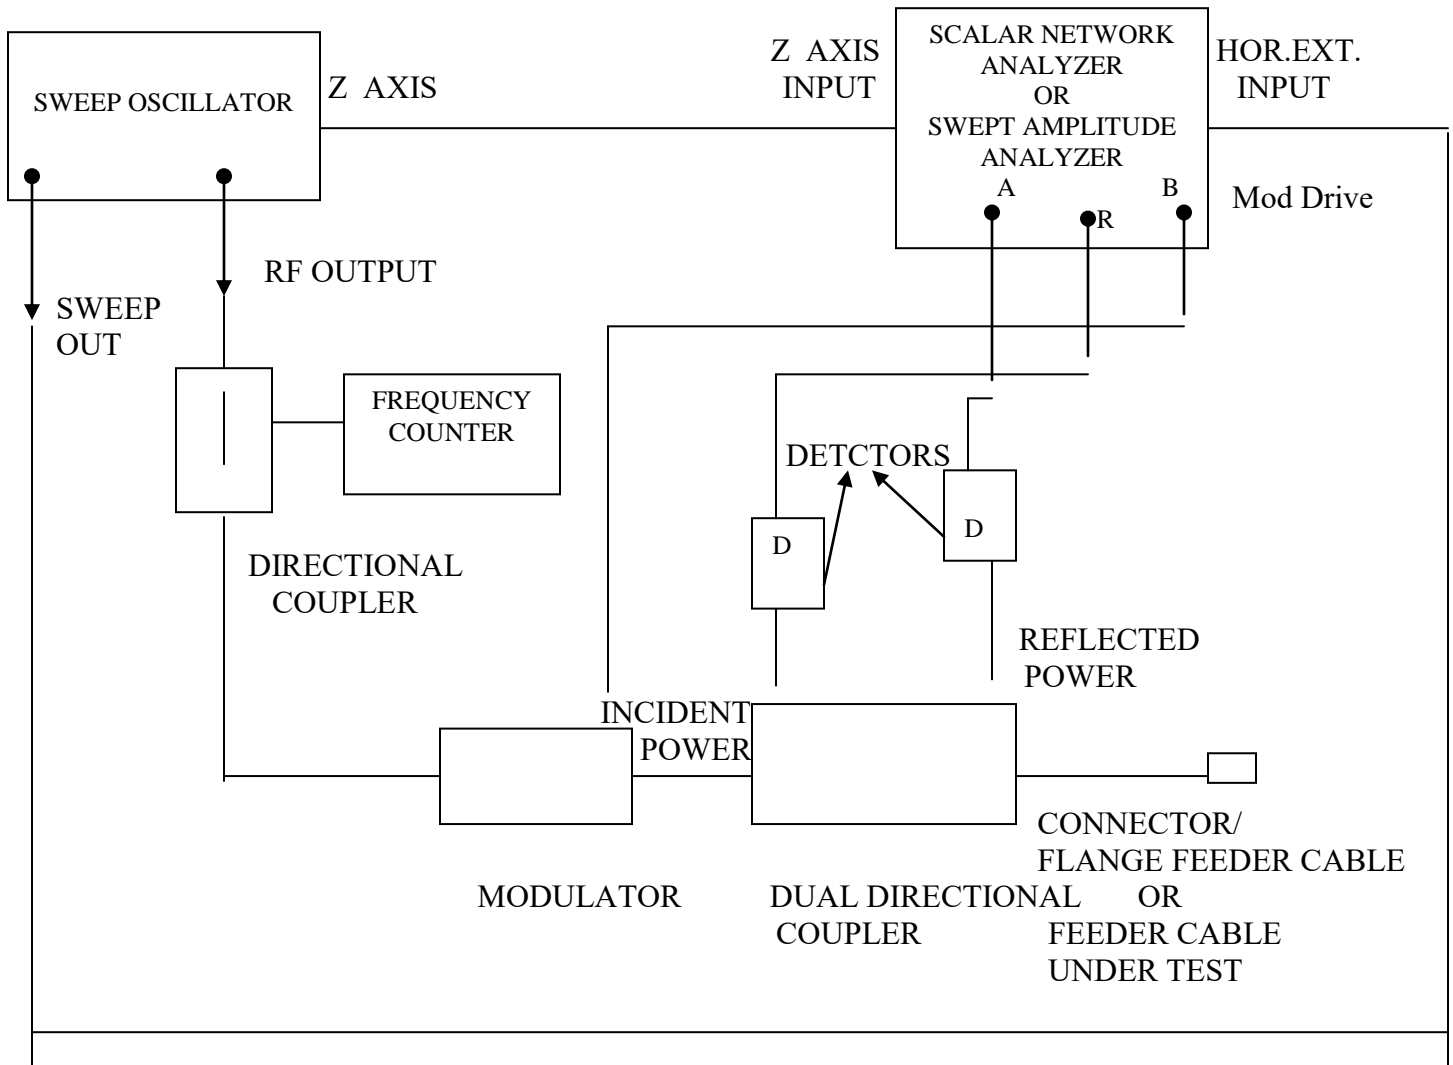 SWEEP OSCILLATOR
Z AXIS
Z AXIS
INPUT
SCALAR NETWORK
ANALYZER
OR
SWEPT AMPLITUDE
ANALYZER
A
R
B
HOR.EXT.
INPUT
Mod Drive
RF OUTPUT
SWEEP
OUT
FREQUENCY
COUNTER
DETCTORS
D
D
DIRECTIONAL
COUPLER
REFLECTED
POWER
INCIDENT
POWER
CONNECTOR/
FLANGE FEEDER CABLE
OR
FEEDER CABLE
UNDER TEST
MODULATOR
DUAL DIRECTIONAL
COUPLER